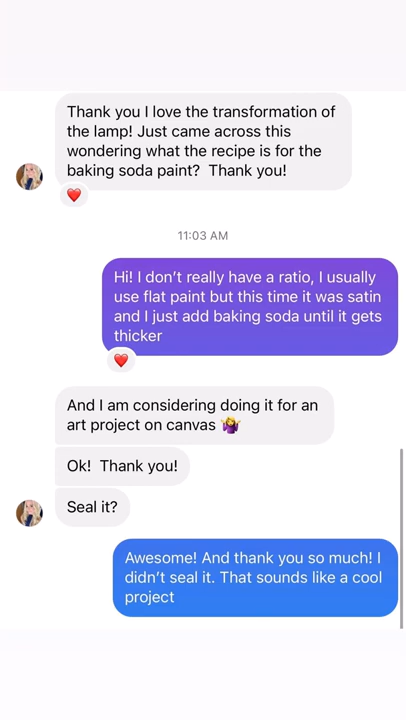 Thank you I love the transformation of
the lamp! Just came across this
wondering what the recipe is for the
baking soda paint?  Thank you!
11:03 AM
Hi! I don’t really have a ratio, I usually
use flat paint but this time it was satin
and I just add baking soda until it gets
thicker
And I am considering doing it for an
art project on canvas 🤷‍♀️
Ok!  Thank you!
Seal it?
Awesome! And thank you so much! I
didn’t seal it. That sounds like a cool
project